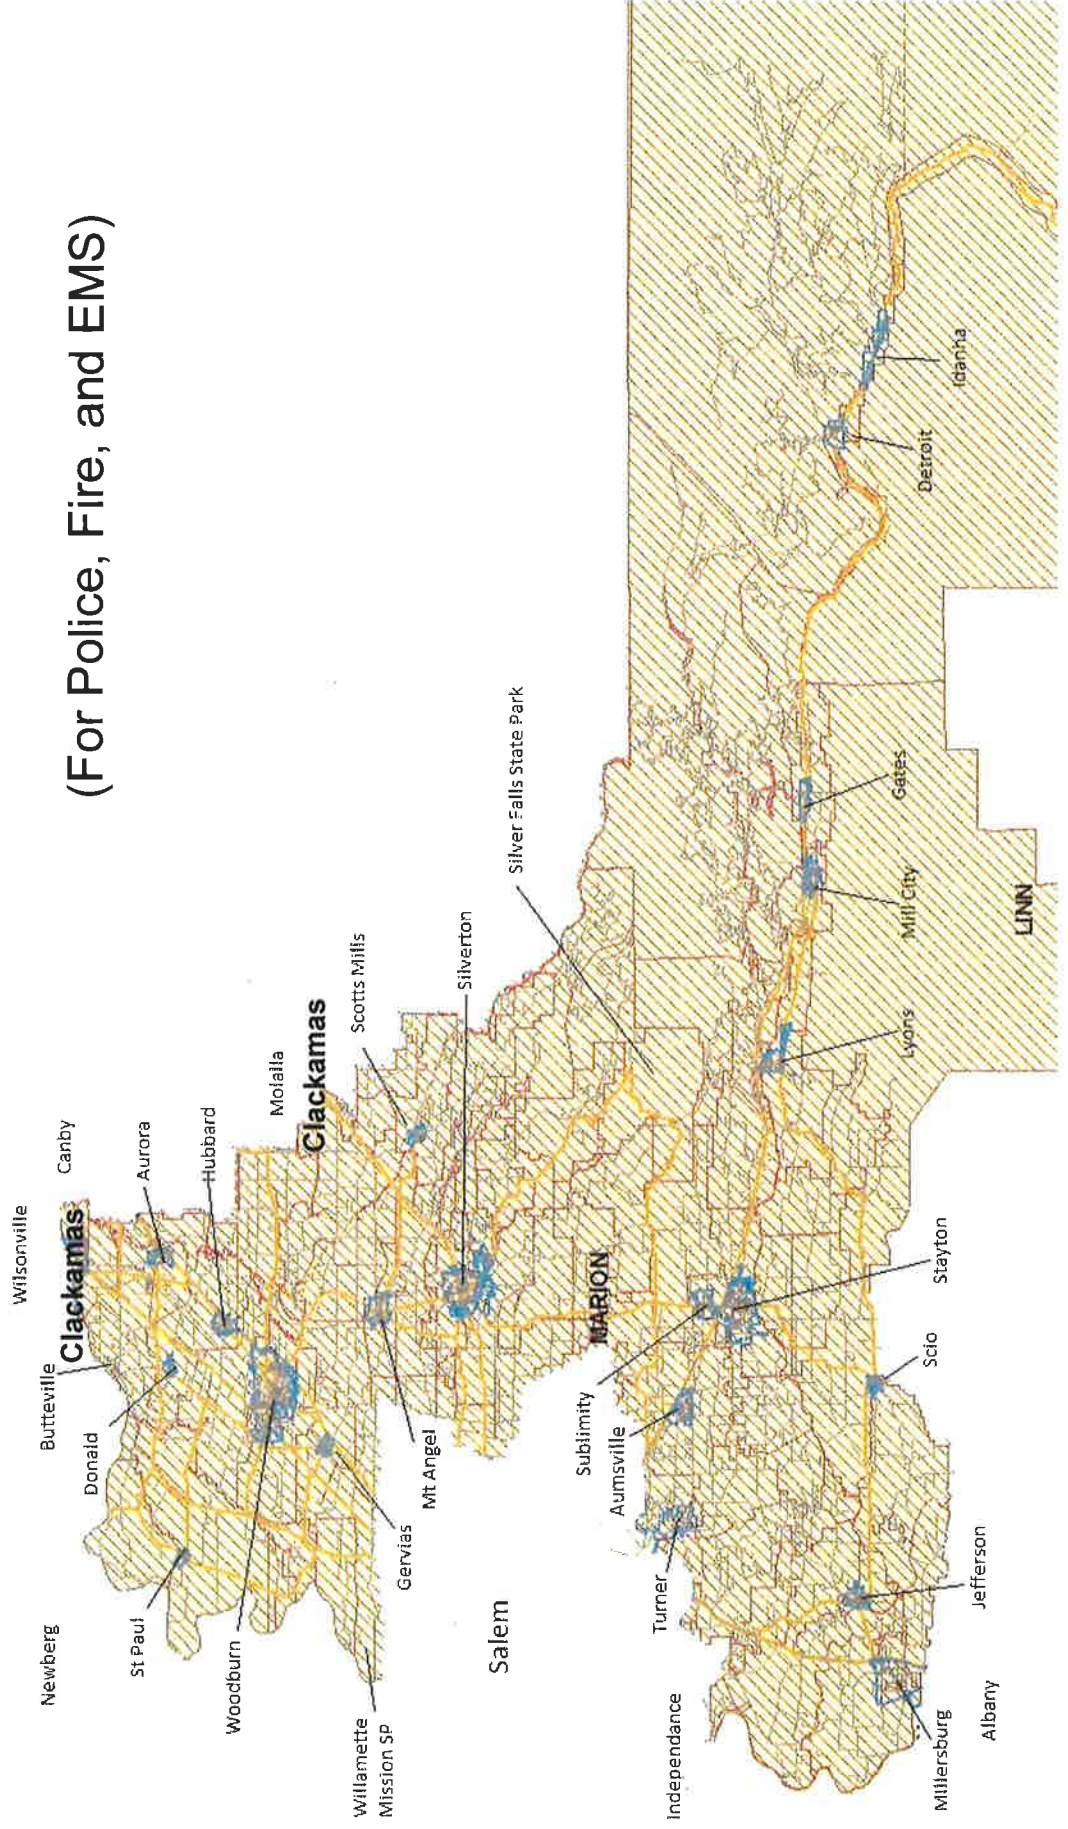 (For Police, Fire, and EMS)
Wilsonville
Canby
Newberg
Butteville
Clackamas
Aurora
Donald
St Paul
Hubbard
Molalla
Woodburn
Clackamas
Scotts Mills
Willamette
Mission SP
Gervias
Mt Angel
Silverton
Silver Falls State Park
Salem
MARION
Sublimity
Aumsville
Turner
Independance
Stayton
Scio
Jefferson
Millersburg
Albany
Lyons
Mill City
Gates
Detroit
Idanha
LINN